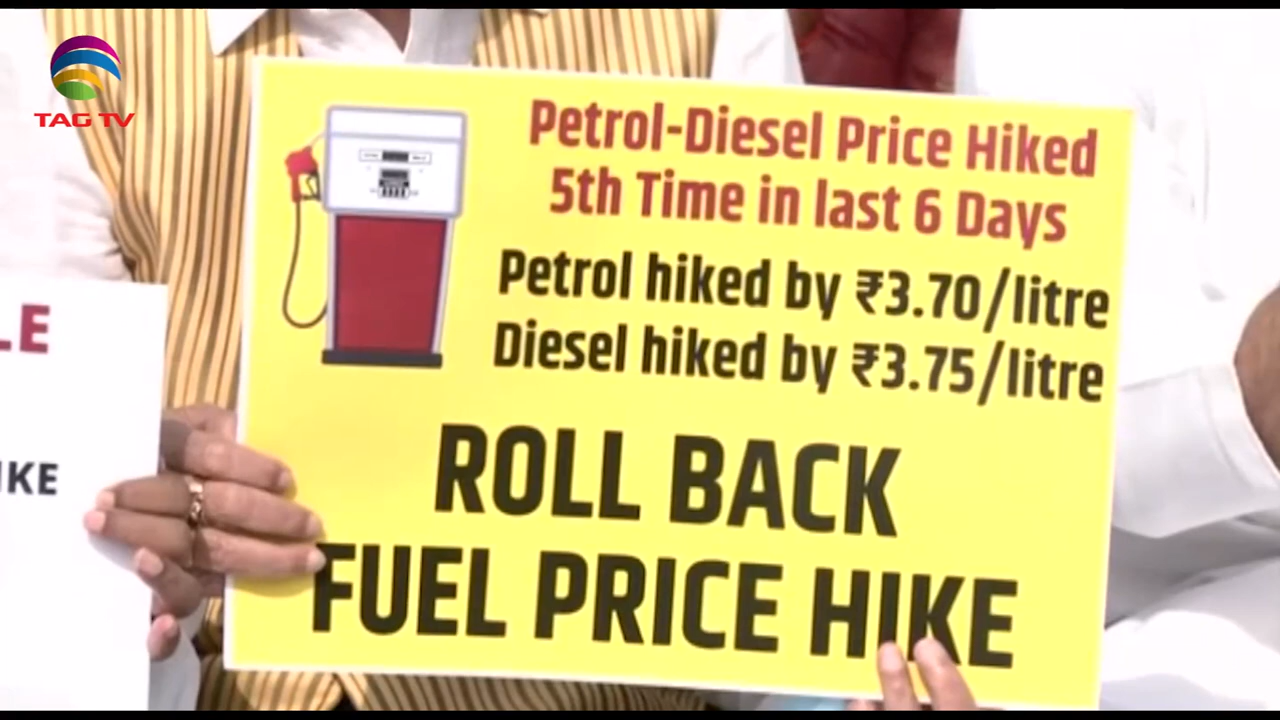 TAG TV
Petrol-Diesel Price Hiked
5th Time in last 6 Days
Petrol hiked by ₹3.70/litre
Diesel hiked by ₹3.75/litre
ROLL BACK
FUEL PRICE HIKE
LE
IKE